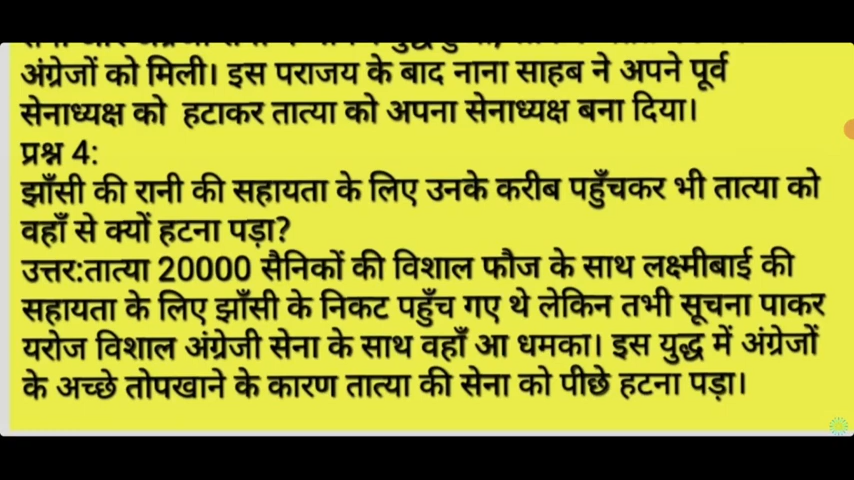 अंग्रेजों को मिली। इस पराजय के बाद नाना साहब ने अपने पूर्व
सेनाध्यक्ष को हटाकर तात्या को अपना सेनाध्यक्ष बना दिया।
प्रश्न 4:
झाँसी की रानी की सहायता के लिए उनके करीब पहुँचकर भी तात्या को
वहाँ से क्यों हटना पड़ा?
उत्तर:तात्या 20000 सैनिकों की विशाल फौज के साथ लक्ष्मीबाई की
सहायता के लिए झाँसी के निकट पहुँच गए थे लेकिन तभी सूचना पाकर
यरोज विशाल अंग्रेजी सेना के साथ वहाँ आ धमका। इस युद्ध में अंग्रेजों
के अच्छे तोपखाने के कारण तात्या की सेना को पीछे हटना पड़ा।